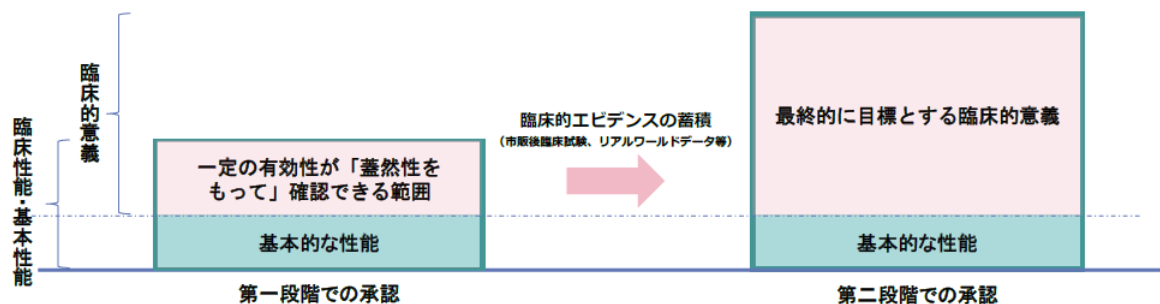 臨床性能・基本性能
臨床的意義
一定の有効性が「蓋然性を
もって」確認できる範囲
基本的な性能
第一段階での承認
臨床的エビデンスの蓄積
(市販後臨床試験、リアルワールドデータ等)
最終的に目標とする臨床的意義
基本的な性能
第二段階での承認